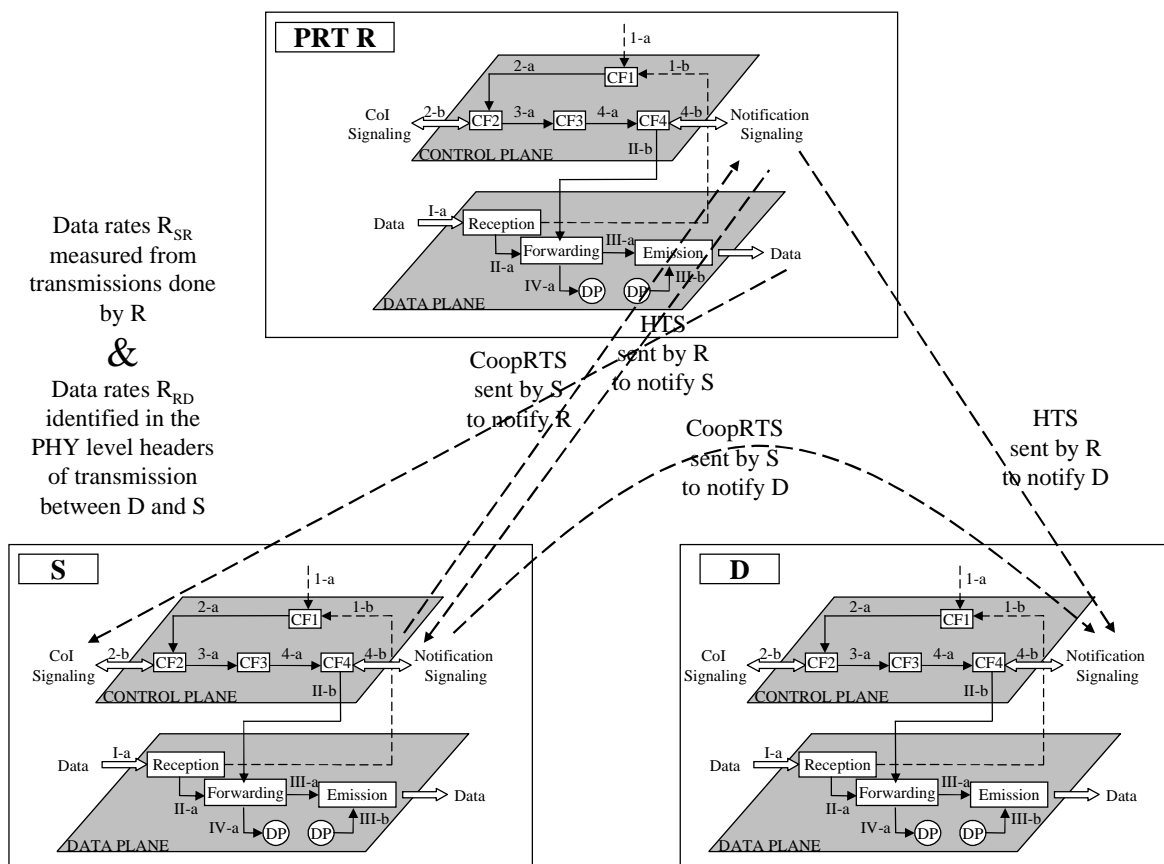 PRT R
1-a
2-a
1-b
CF1
CoI
Signaling
2-b
CF2
3-a
CF3
4-a
CF4
4-b
Notification
Signaling
CONTROL PLANE
II-b
Data
I-a
Reception
II-a
Forwarding
III-a
Emission
Data
IV-a
DP
DP
III-b
DATA PLANE
Data rates RSR
measured from
transmissions done
by R
&
Data rates RRD
identified in the
PHY level headers
of transmission
between D and S
CoopRTS
sent by S
to notify R
HTS
sent by R
to notify S
CoopRTS
sent by S
to notify D
HTS
sent by R
to notify D
S
1-a
2-a
1-b
CF1
CoI
Signaling
2-b
CF2
3-a
CF3
4-a
CF4
4-b
Notification
Signaling
CONTROL PLANE
II-b
Data
I-a
Reception
II-a
Forwarding
III-a
Emission
Data
IV-a
DP
DP
III-b
DATA PLANE
D
1-a
2-a
1-b
CF1
CoI
Signaling
2-b
CF2
3-a
CF3
4-a
CF4
4-b
Notification
Signaling
CONTROL PLANE
II-b
Data
I-a
Reception
II-a
Forwarding
III-a
Emission
Data
IV-a
DP
DP
III-b
DATA PLANE